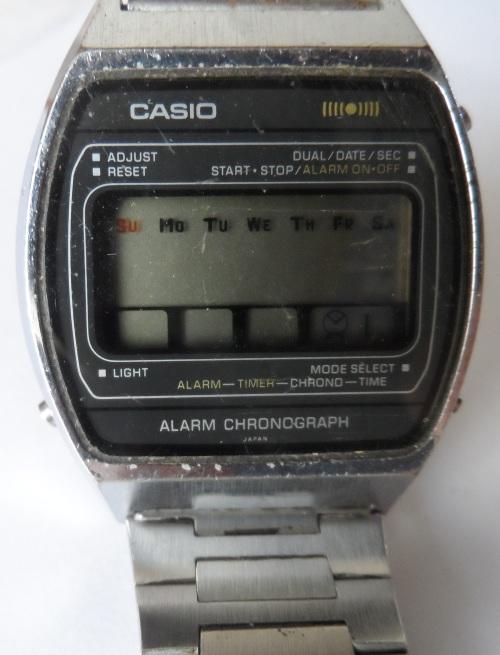 CASIO
ADJUST DUAL/DATE/SEC
RESET START•STOP/ALARM ON•OFF
SU MO TU WE TH FR SA
LIGHT MODE SELECT
ALARM—TIMER—CHRONO—TIME
ALARM CHRONOGRAPH
JAPAN